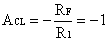 ACL = − RF / R1 = −1